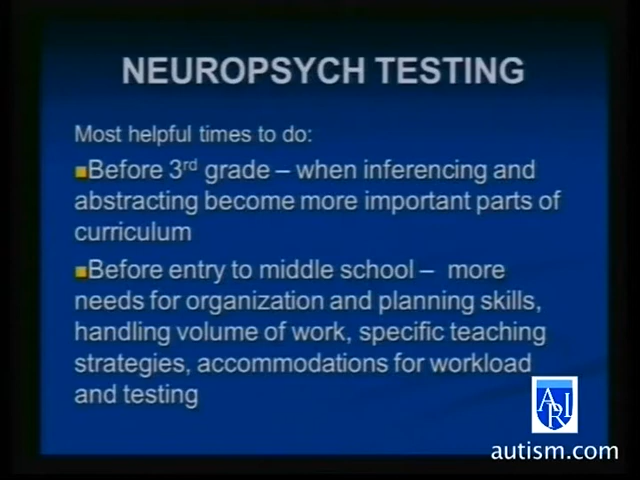 NEUROPSYCH TESTING
Most helpful times to do:
Before 3rd grade – when inferencing and
abstracting become more important parts of
curriculum
Before entry to middle school – more
needs for organization and planning skills,
handling volume of work, specific teaching
strategies, accommodations for workload
and testing
ARI
autism.com